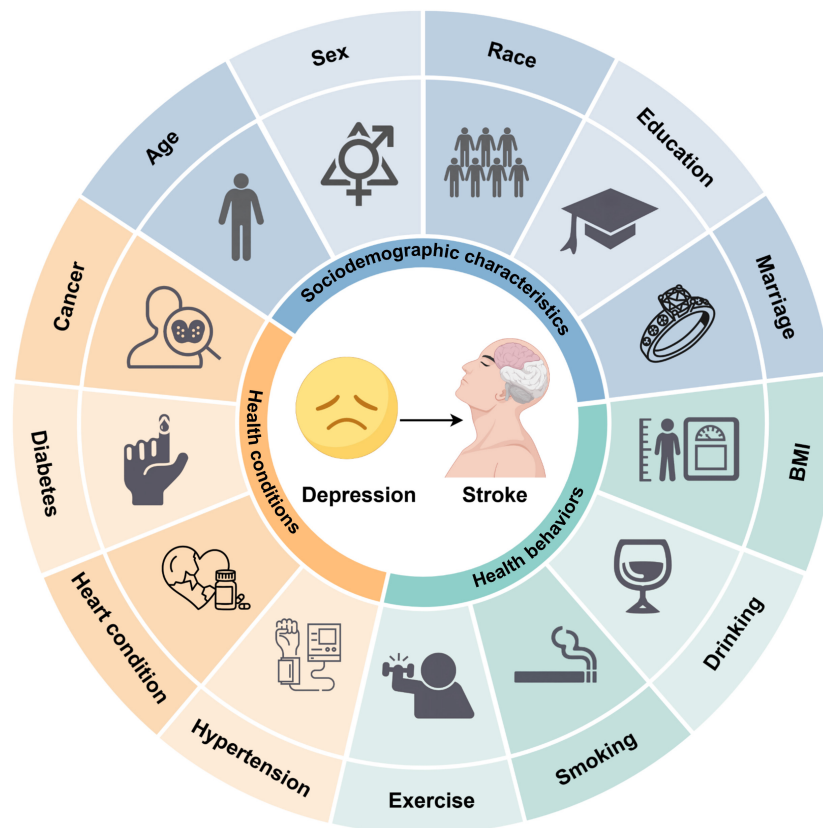 Sex
Race
Education
Marriage
BMI
Drinking
Smoking
Exercise
Hypertension
Heart condition
Diabetes
Cancer
Age
Sociodemographic characteristics
Health behaviors
Health conditions
Depression
Stroke